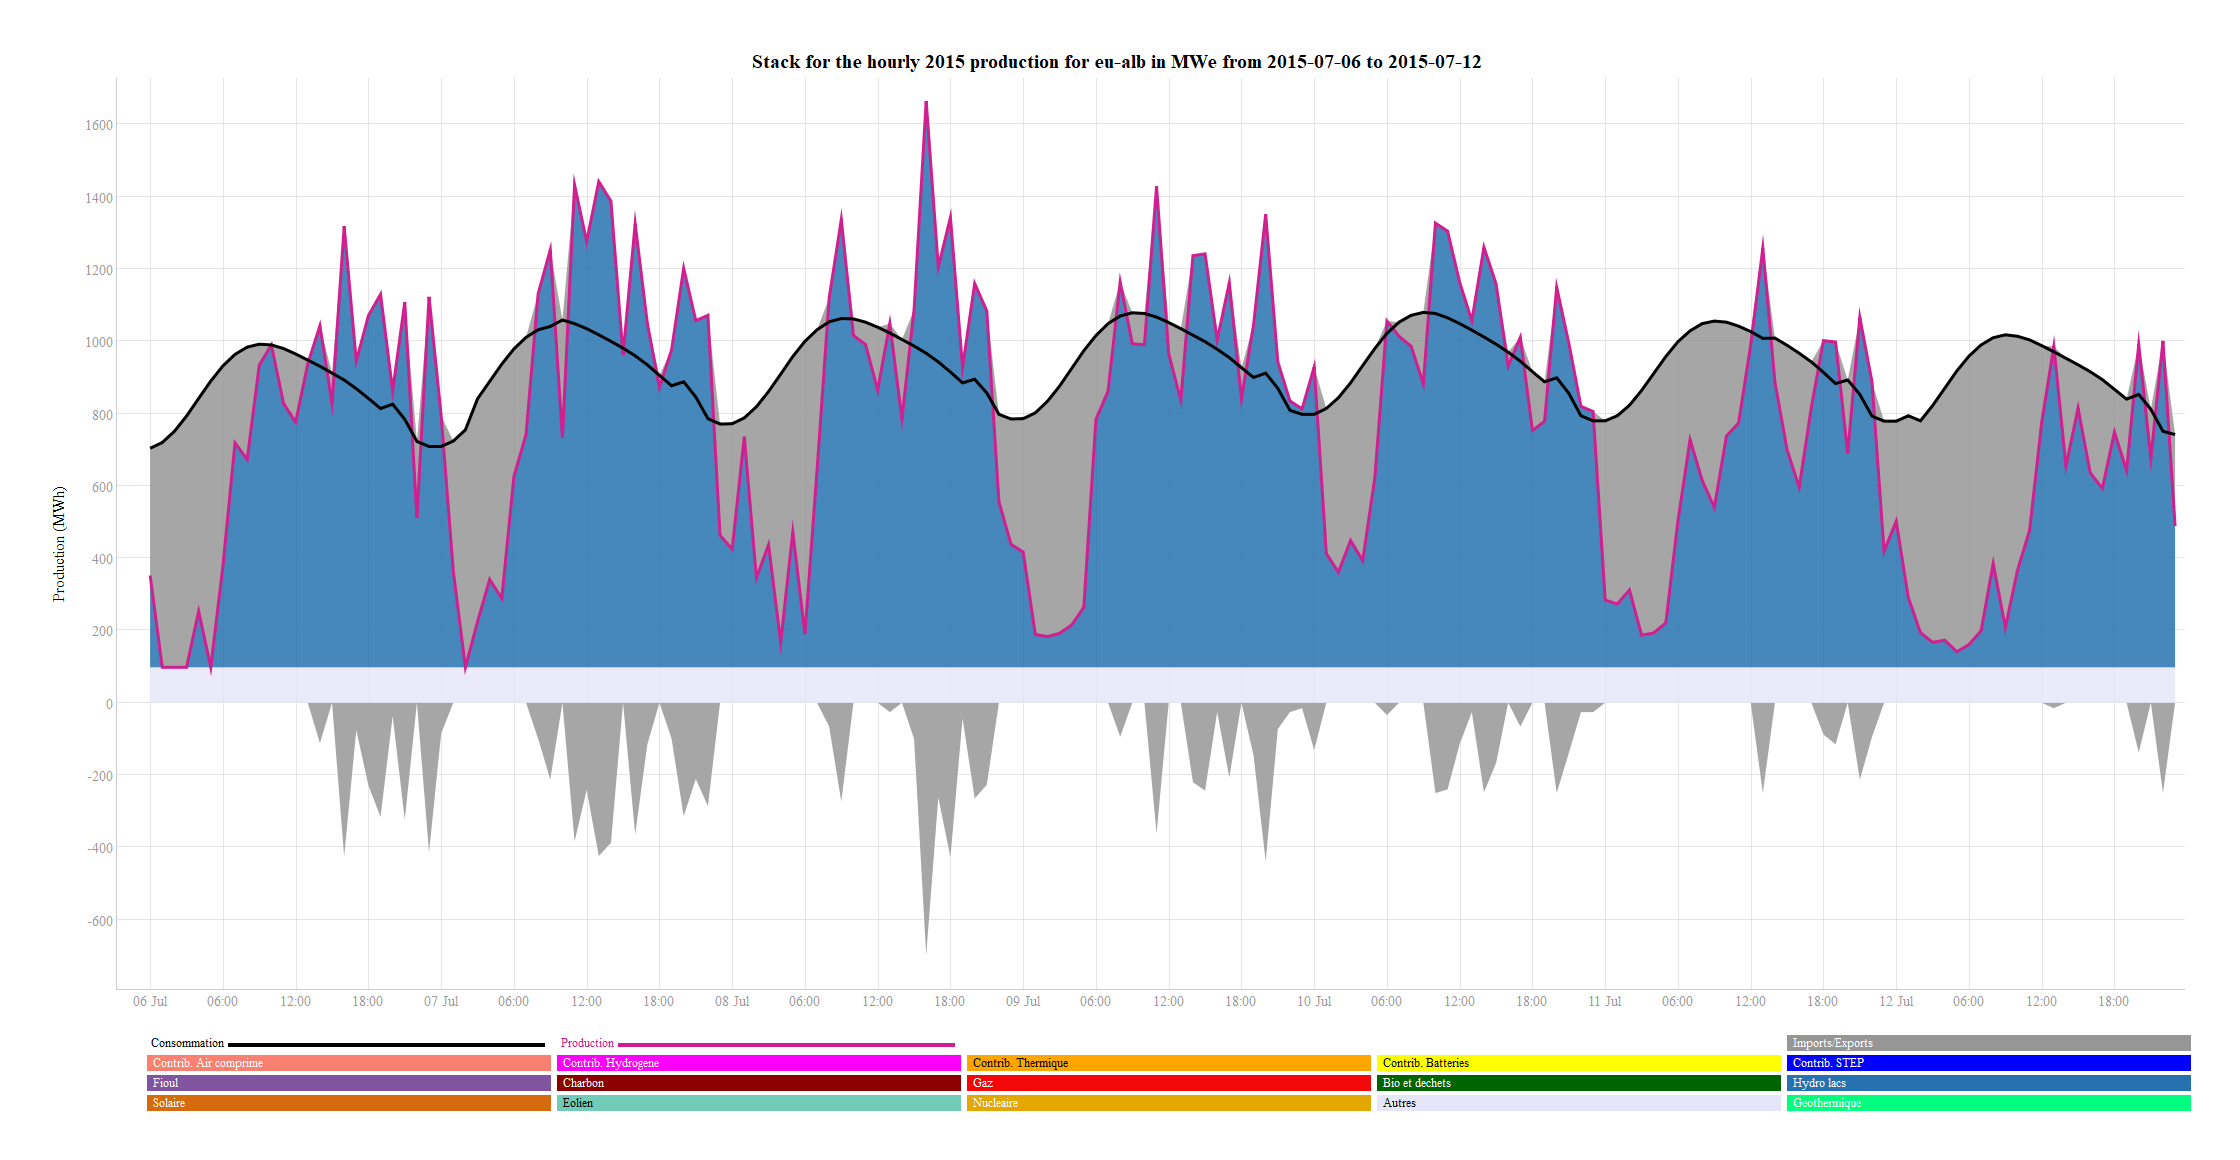 Stack for the hourly 2015 production for eu-alb in MWe from 2015-07-06 to 2015-07-12
Production (MWh)
1600
1400
1200
1000
800
600
400
200
0
-200
-400
-600
06 Jul 06:00 12:00 18:00 07 Jul 06:00 12:00 18:00 08 Jul 06:00 12:00 18:00 09 Jul 06:00 12:00 18:00 10 Jul 06:00 12:00 18:00 11 Jul 06:00 12:00 18:00 12 Jul 06:00 12:00 18:00
Consommation Production Imports/Exports
Contrib. Air comprime Contrib. Hydrogene Contrib. Thermique Contrib. Batteries Contrib. STEP
Fioul Charbon Gaz Bio et dechets Hydro lacs
Solaire Eolien Nucleaire Autres Geothermique